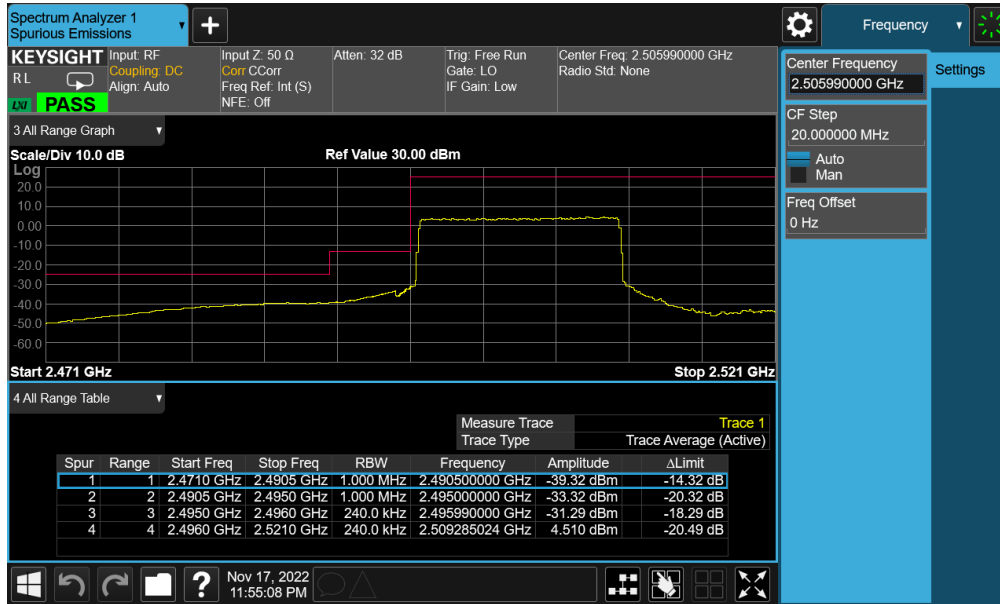 Spectrum Analyzer 1
Spurious Emissions
Frequency
KEYSIGHT
Input: RF
Coupling: DC
Align: Auto
Input Z: 50 Ω
Corr CCorr
Freq Ref: Int (S)
NFE: Off
Atten: 32 dB
Trig: Free Run
Gate: LO
IF Gain: Low
Center Freq: 2.505990000 GHz
Radio Std: None
R L
LNI
PASS
Center Frequency
2.505990000 GHz
Settings
CF Step
20.000000 MHz
Auto
Man
Freq Offset
0 Hz
3 All Range Graph
Scale/Div 10.0 dB
Ref Value 30.00 dBm
Log
20.0
10.0
0.00
-10.0
-20.0
-30.0
-40.0
-50.0
-60.0
Start 2.471 GHz
Stop 2.521 GHz
4 All Range Table
Measure Trace Trace 1
Trace Type Trace Average (Active)
Spur Range Start Freq Stop Freq RBW Frequency Amplitude ΔLimit
1 1 2.4710 GHz 2.4905 GHz 1.000 MHz 2.490500000 GHz -39.32 dBm -14.32 dB
2 2 2.4905 GHz 2.4950 GHz 1.000 MHz 2.495000000 GHz -33.32 dBm -20.32 dB
3 3 2.4950 GHz 2.4960 GHz 240.0 kHz 2.495990000 GHz -31.29 dBm -18.29 dB
4 4 2.4960 GHz 2.5210 GHz 240.0 kHz 2.509285024 GHz 4.510 dBm -20.49 dB
?
Nov 17, 2022
11:55:08 PM